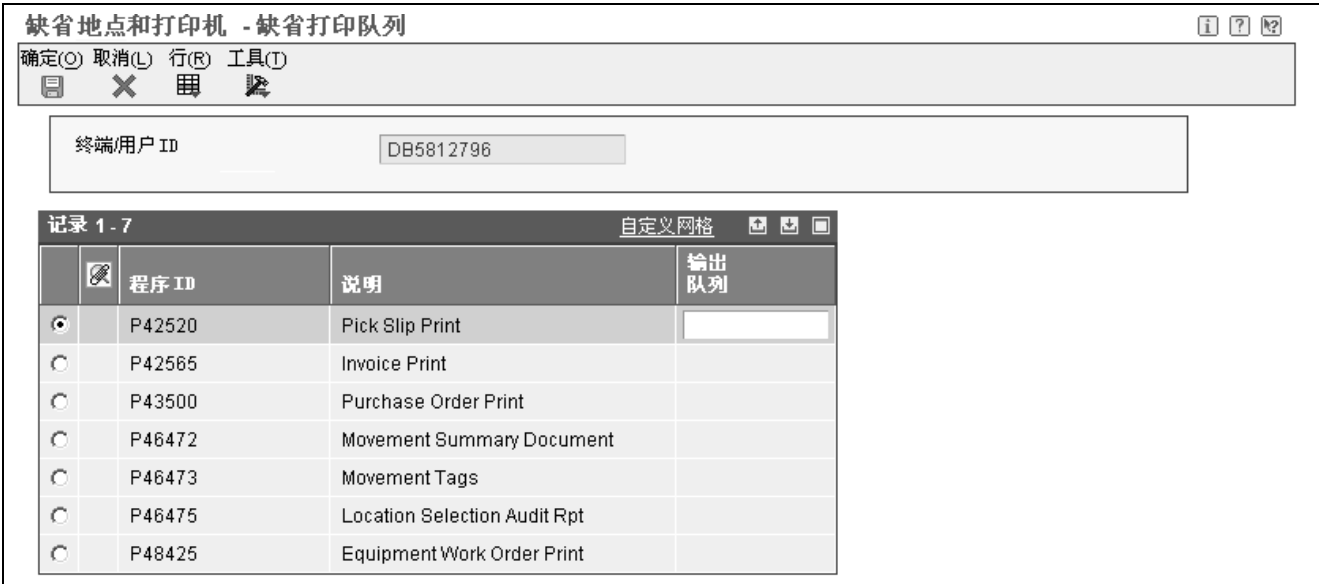 缺省地点和打印机 - 缺省打印队列
确定(O) 取消(L) 行(R) 工具(T)
终端/用户 ID DB5812796
记录 1 - 7 自定义网格
程序 ID 说明 输出
队列
P42520 Pick Slip Print
P42565 Invoice Print
P43500 Purchase Order Print
P46472 Movement Summary Document
P46473 Movement Tags
P46475 Location Selection Audit Rpt
P48425 Equipment Work Order Print